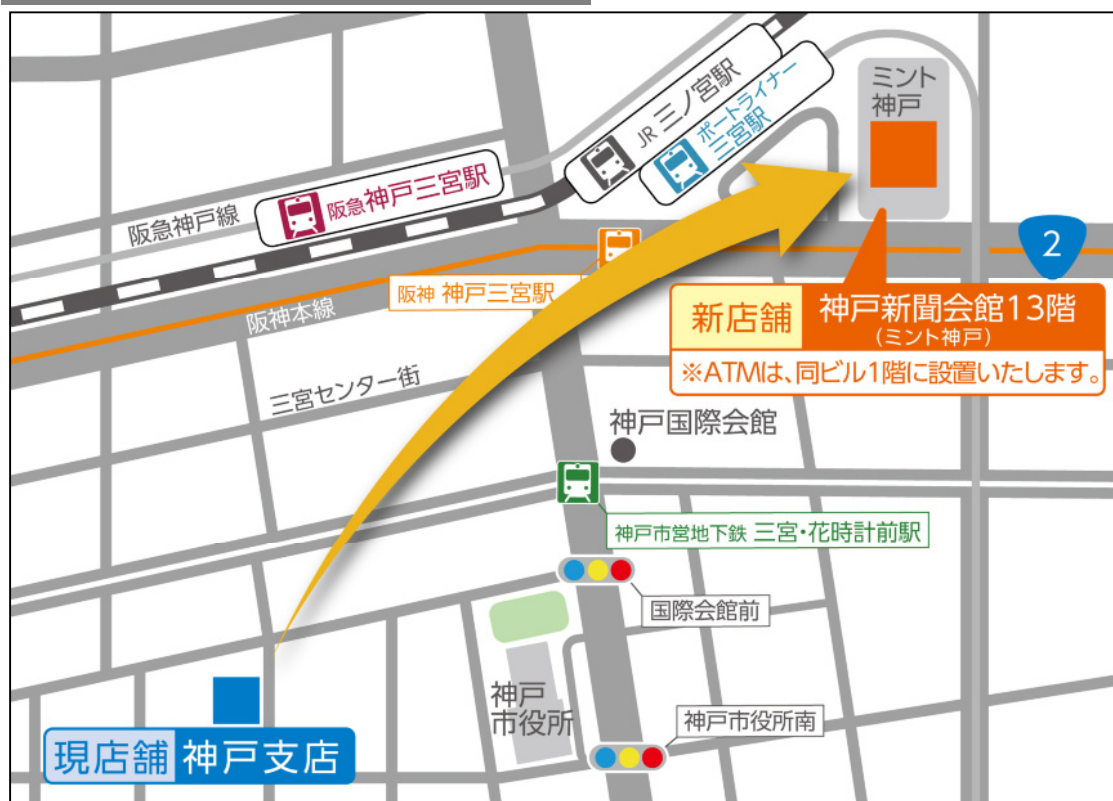 ミント
神戸
JR 三ノ宮駅
ポートライナー
三宮駅
阪急神戸三宮駅
阪急神戸線
2
阪神 神戸三宮駅
阪神本線
新店舗 神戸新聞会館13階
(ミント神戸)
※ATMは、同ビル1階に設置いたします。
三宮センター街
神戸国際会館
神戸市営地下鉄 三宮・花時計前駅
国際会館前
神戸
市役所
神戸市役所南
現店舗 神戸支店